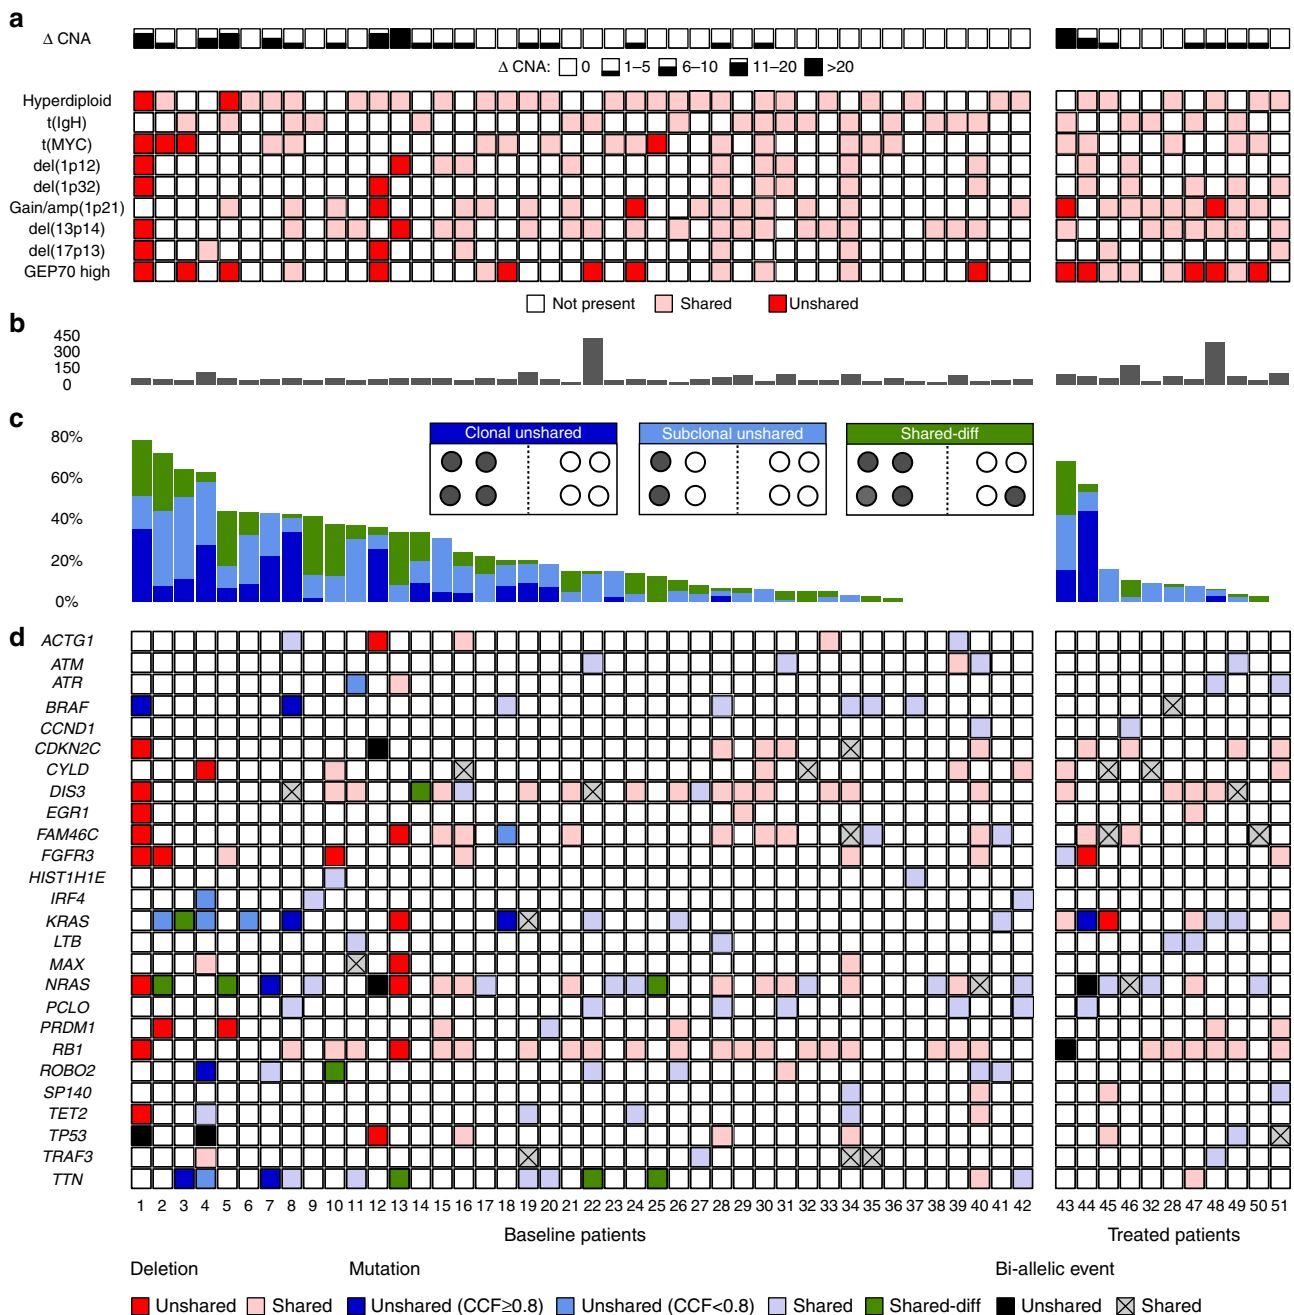 a
Δ CNA
Δ CNA: 0 1–5 6–10 11–20 >20
Hyperdiploid
t(IgH)
t(MYC)
del(1p12)
del(1p32)
Gain/amp(1p21)
del(13p14)
del(17p13)
GEP70 high
Not present Shared Unshared
b
450
300
150
0
c
80%
60%
40%
20%
0%
Clonal unshared Subclonal unshared Shared-diff
d
ACTG1
ATM
ATR
BRAF
CCND1
CDKN2C
CYLD
DIS3
EGR1
FAM46C
FGFR3
HIST1H1E
IRF4
KRAS
LTB
MAX
NRAS
PCLO
PRDM1
RB1
ROBO2
SP140
TET2
TP53
TRAF3
TTN
1 2 3 4 5 6 7 8 9 10 11 12 13 14 15 16 17 18 19 20 21 22 23 24 25 26 27 28 29 30 31 32 33 34 35 36 37 38 39 40 41 42 43 44 45 46 32 28 47 48 49 50 51
Baseline patients Treated patients
Deletion Mutation Bi-allelic event
Unshared Shared Unshared (CCF≥0.8) Unshared (CCF<0.8) Shared Shared-diff Unshared Shared